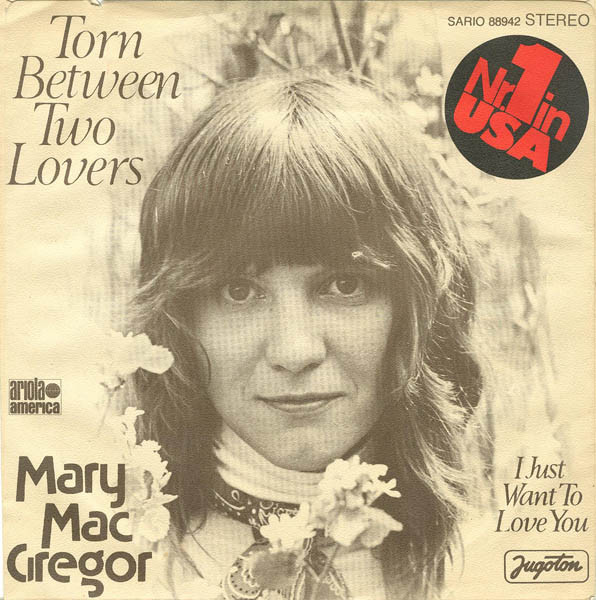 Torn
Between
Two
Lovers
SARIO 88942 STEREO
Nr.1 in
USA
ariola
america
Mary
Mac
Gregor
I Just
Want To
Love You
Jugoton